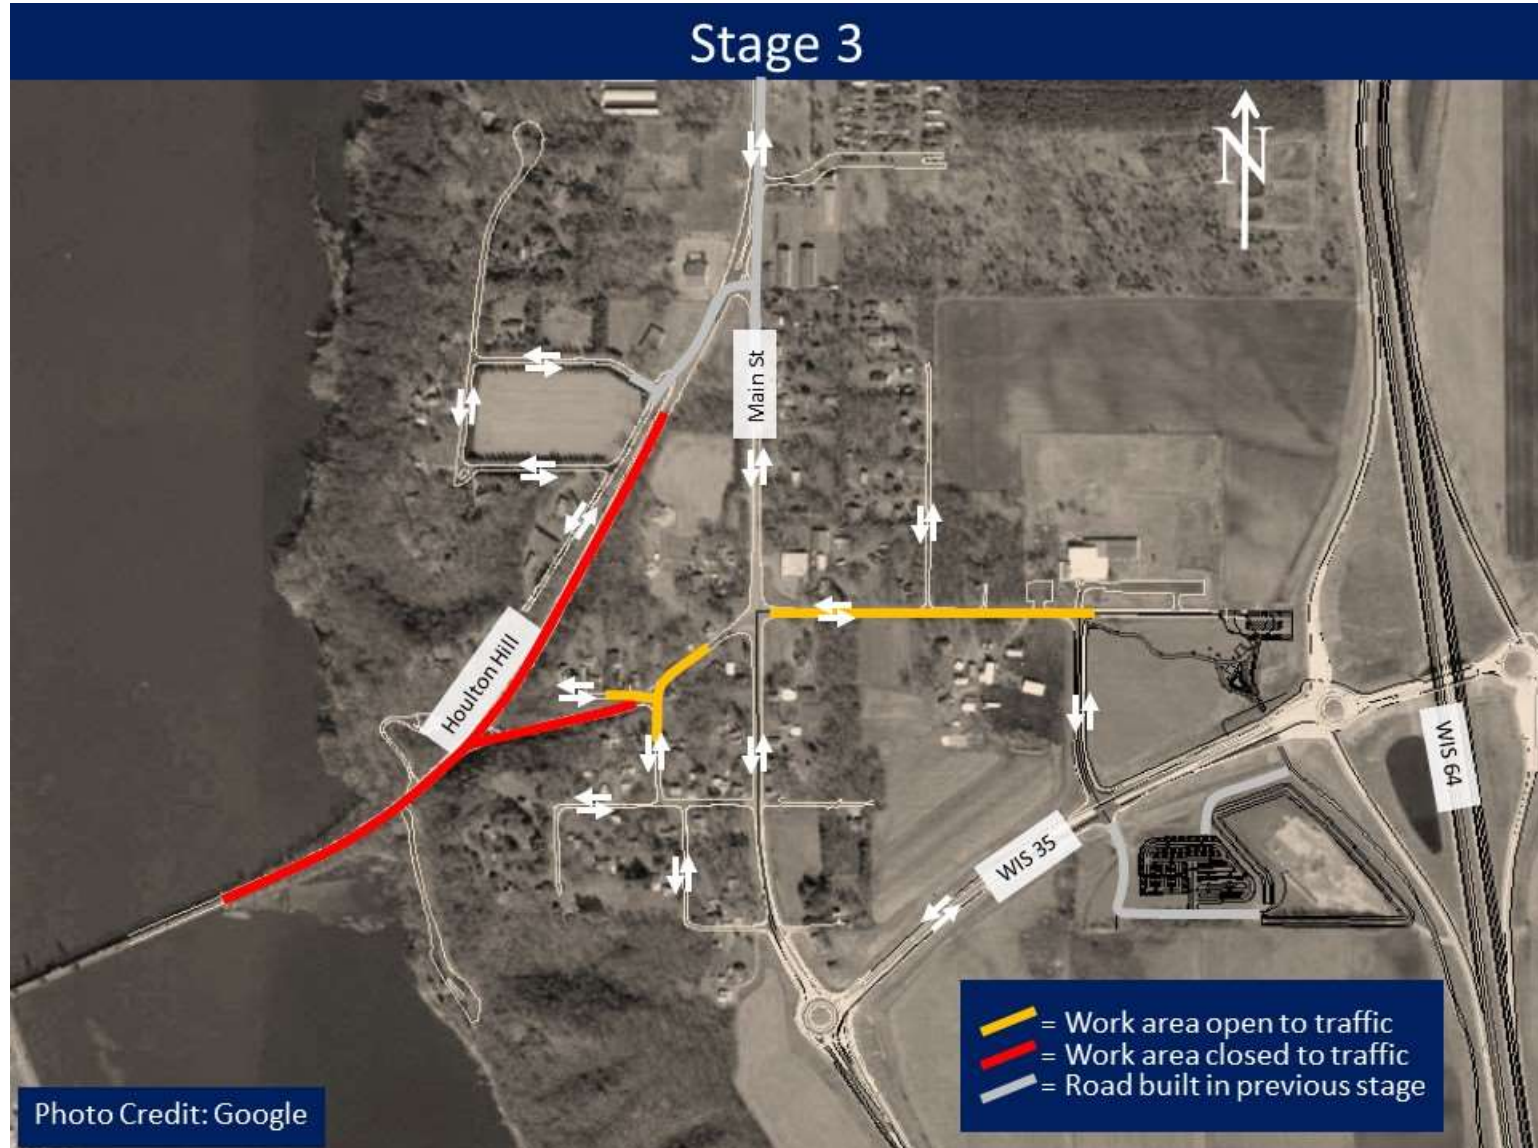 Stage 3
N
Main St
Houlton Hill
WIS 64
WIS 35
= Work area open to traffic
= Work area closed to traffic
= Road built in previous stage
Photo Credit: Google